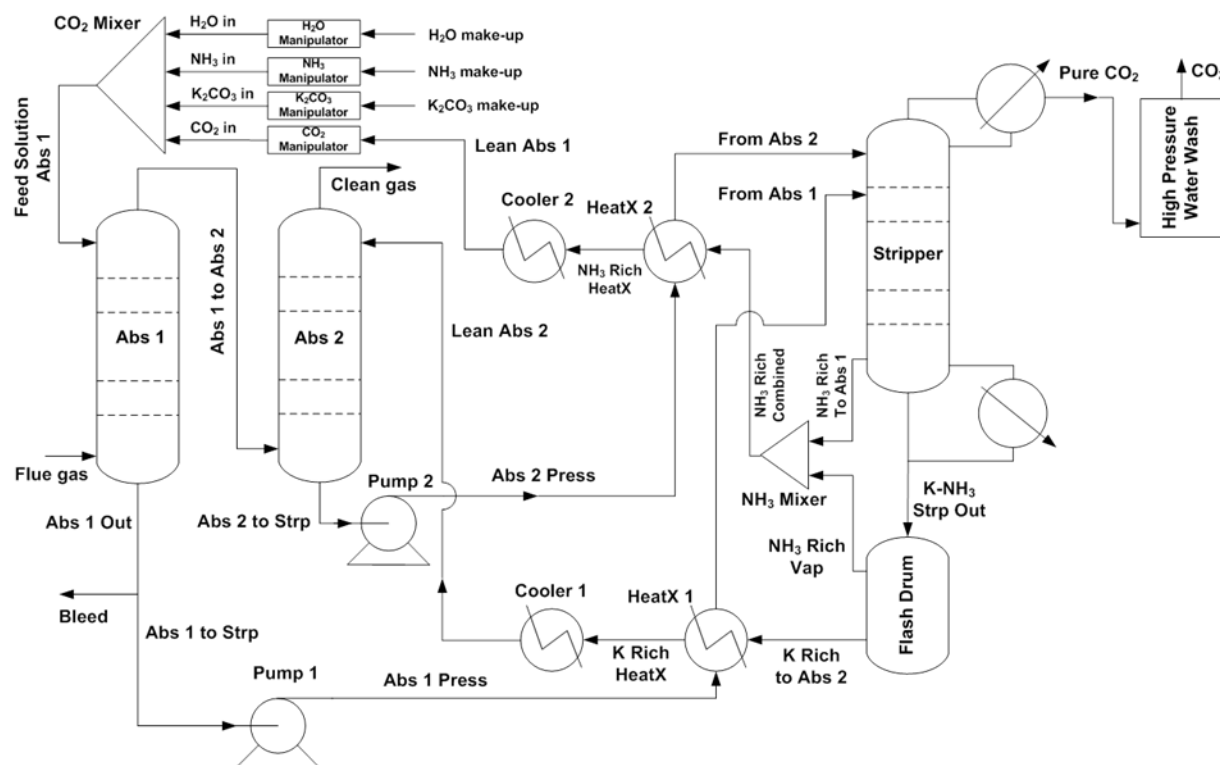 CO₂ Mixer
H₂O in
H₂O
Manipulator
H₂O make-up
NH₃ in
NH₃
Manipulator
NH₃ make-up
K₂CO₃ in
K₂CO₃
Manipulator
K₂CO₃ make-up
CO₂ in
CO₂
Manipulator
Lean Abs 1
Feed Solution
Abs 1
Clean gas
Abs 1 to Abs 2
Abs 1
Abs 2
Flue gas
Abs 1 Out
Bleed
Abs 1 to Strp
Abs 2 to Strp
Pump 2
Abs 2 Press
Pump 1
Abs 1 Press
Lean Abs 2
Cooler 2
HeatX 2
NH₃ Rich
HeatX
From Abs 2
From Abs 1
Stripper
Pure CO₂
CO₂
High Pressure
Water Wash
NH₃ Rich
Combined
NH₃ Rich
To Abs 1
NH₃ Mixer
K-NH₃
Strp Out
NH₃ Rich
Vap
Flash Drum
Cooler 1
HeatX 1
K Rich
HeatX
K Rich
to Abs 2